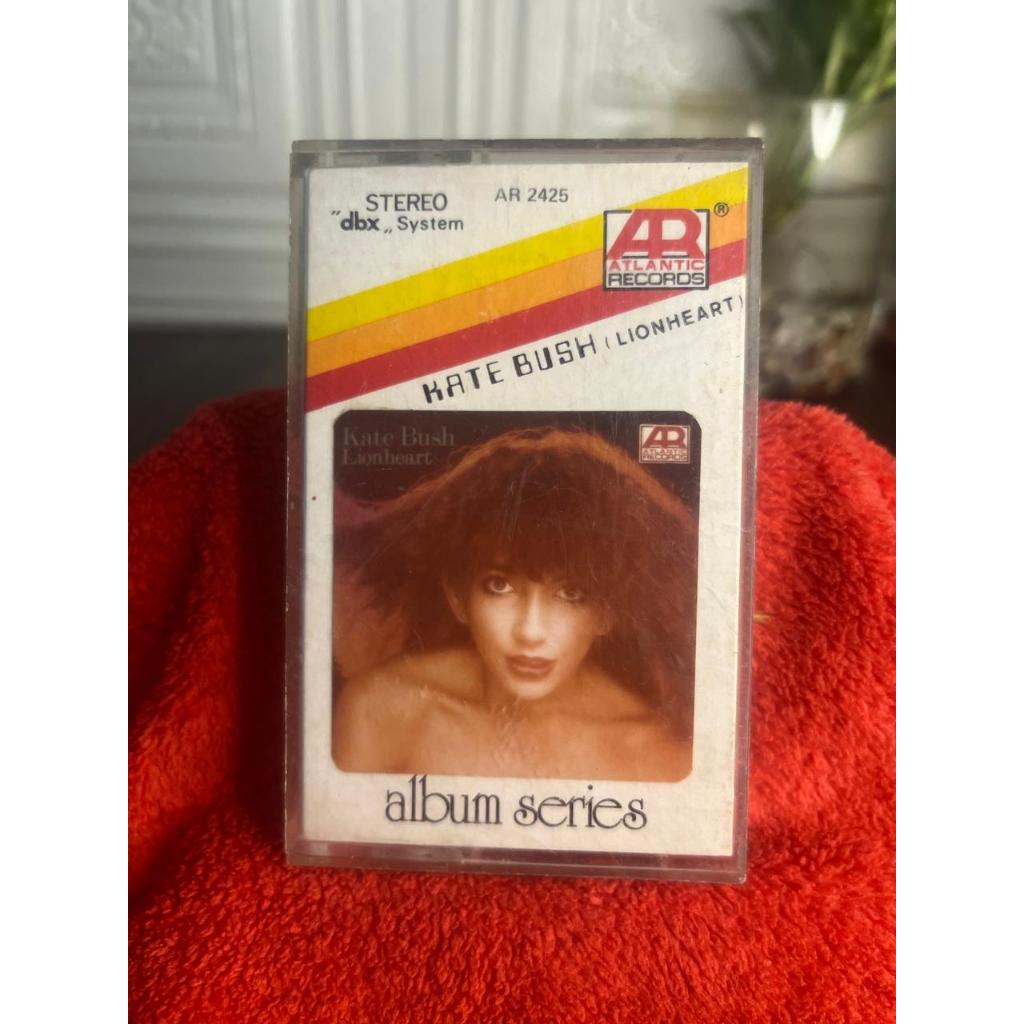 STEREO
"dbx„ System
AR 2425
AR
®
ATLANTIC
RECORDS
KATE BUSH (LIONHEART)
Kate Bush
Lionheart
AR
ATLANTIC
RECORDS
album series